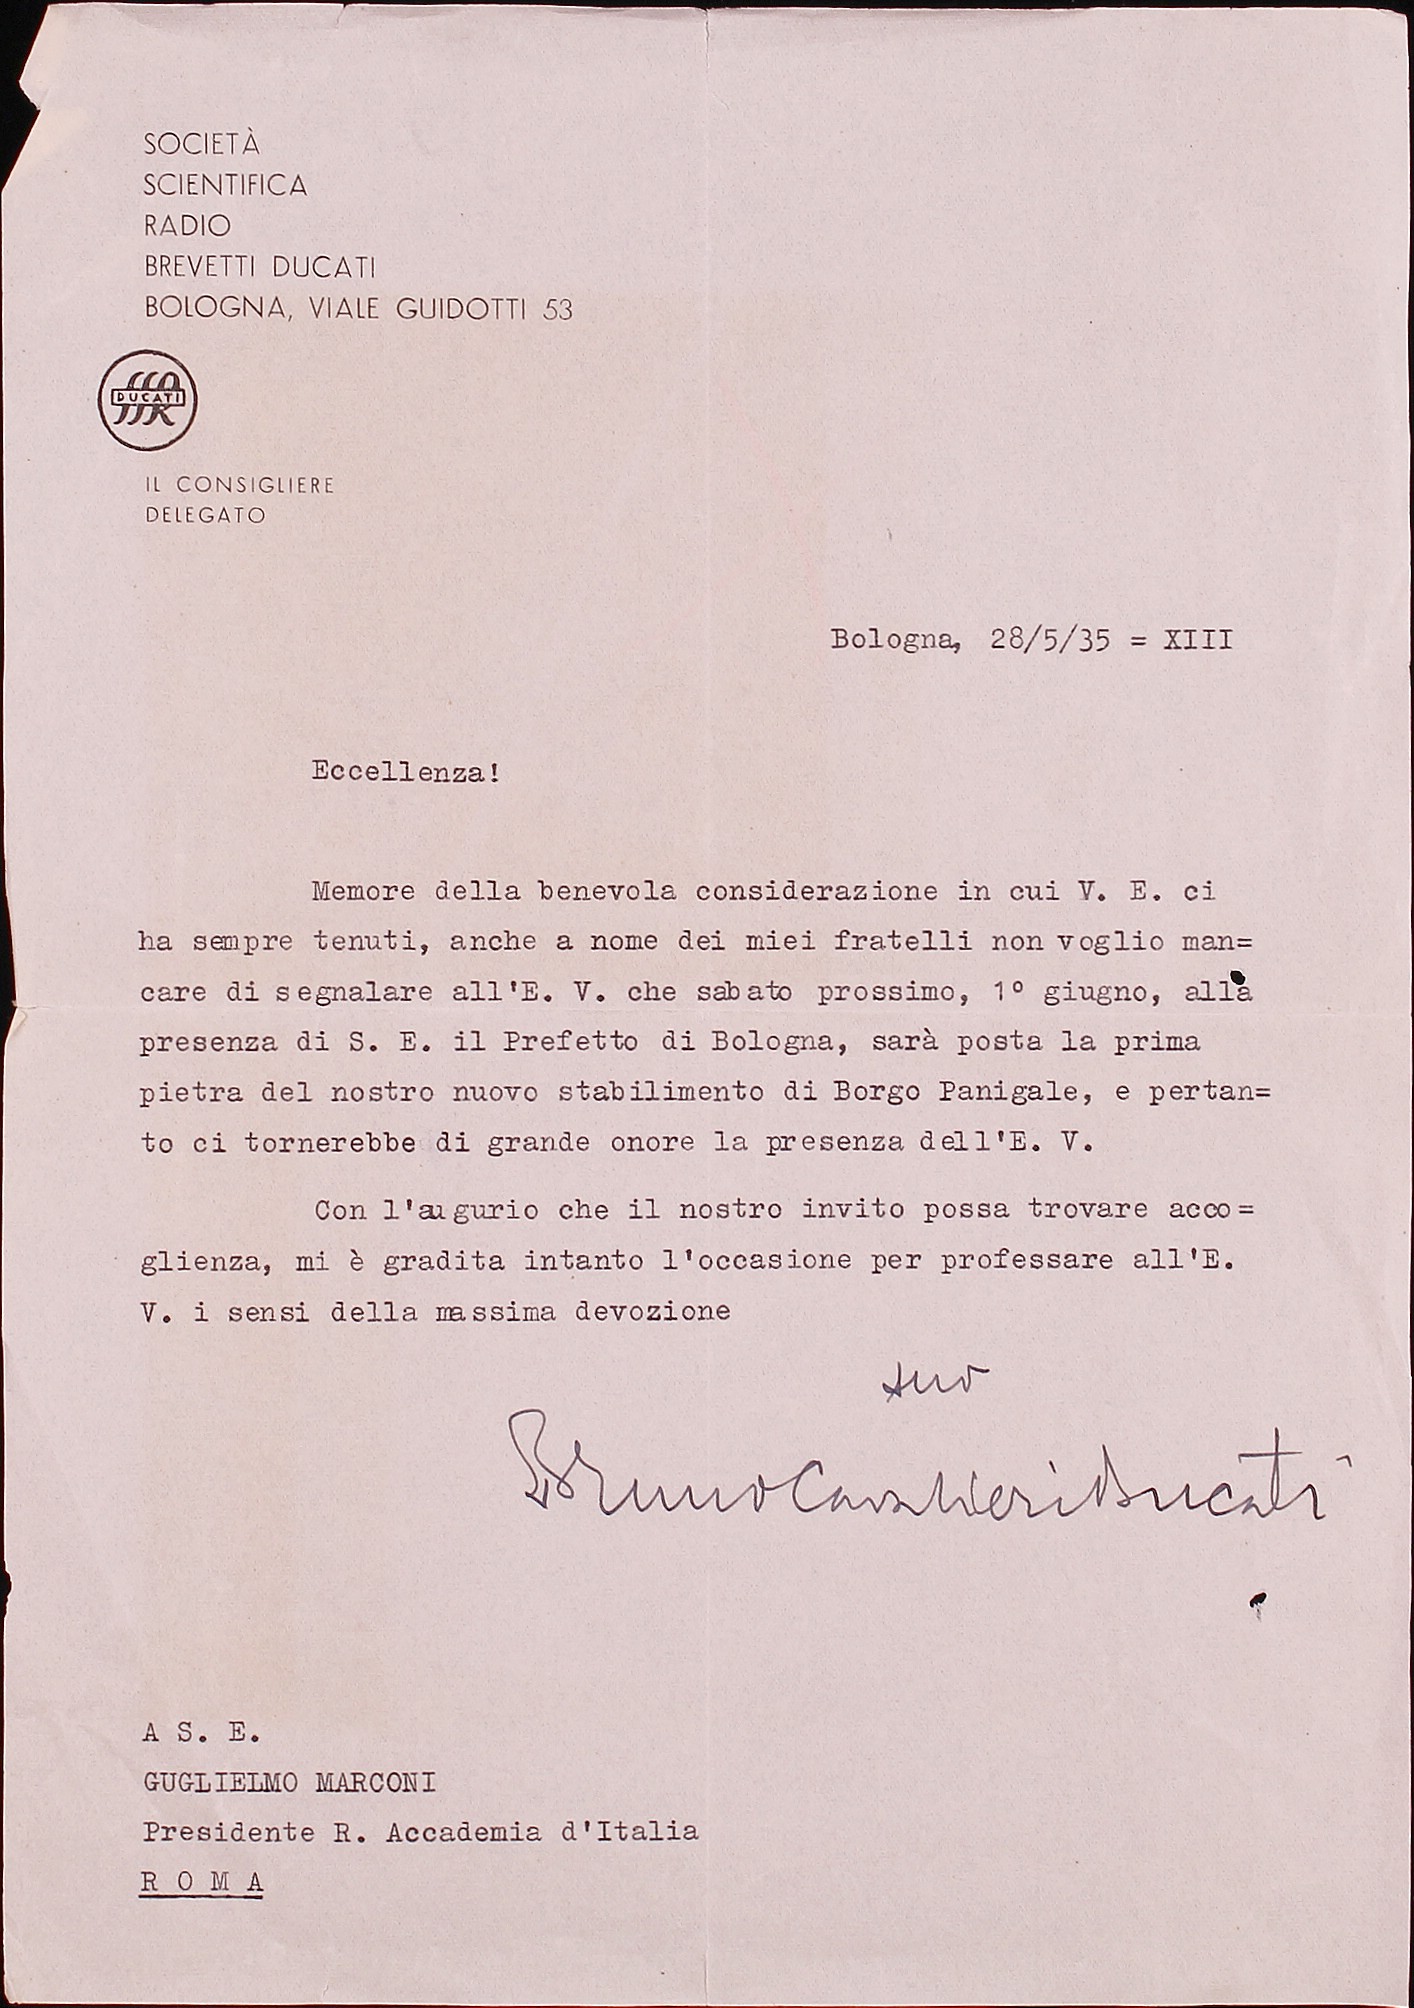 SOCIETÀ
SCIENTIFICA
RADIO
BREVETTI DUCATI
BOLOGNA, VIALE GUIDOTTI 53
SSR
DUCATI
IL CONSIGLIERE
DELEGATO
Bologna, 28/5/35 = XIII
Eccellenza!
Memore della benevola considerazione in cui V. E. ci
ha sempre tenuti, anche a nome dei miei fratelli non voglio man=
care di segnalare all'E. V. che sabato prossimo, 1º giugno, alla
presenza di S. E. il Prefetto di Bologna, sarà posta la prima
pietra del nostro nuovo stabilimento di Borgo Panigale, e pertan=
to ci tornerebbe di grande onore la presenza dell'E. V.
Con l'augurio che il nostro invito possa trovare acco=
glienza, mi è gradita intanto l'occasione per professare all'E.
V. i sensi della massima devozione
suo
Bruno Cavalieri Ducati
A S. E.
GUGLIELMO MARCONI
Presidente R. Accademia d'Italia
R O M A